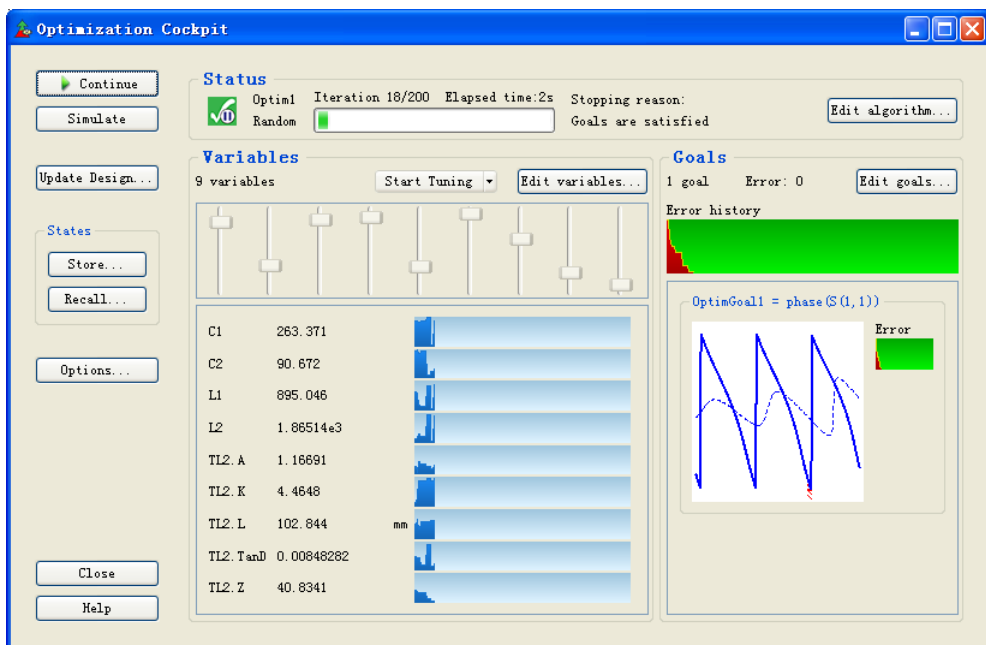 Optimization Cockpit
Continue
Simulate
Update Design...
States
Store...
Recall...
Options...
Close
Help
Status
Optim1 Iteration 18/200 Elapsed time:2s Stopping reason:
Random Goals are satisfied
Edit algorithm...
Variables
9 variables Start Tuning Edit variables...
C1 263.371
C2 90.672
L1 895.046
L2 1.86514e3
TL2.A 1.16691
TL2.K 4.4648
TL2.L 102.844 mm
TL2.TanD 0.00848282
TL2.Z 40.8341
Goals
1 goal Error: 0 Edit goals...
Error history
OptimGoal1 = phase(S(1,1))
Error